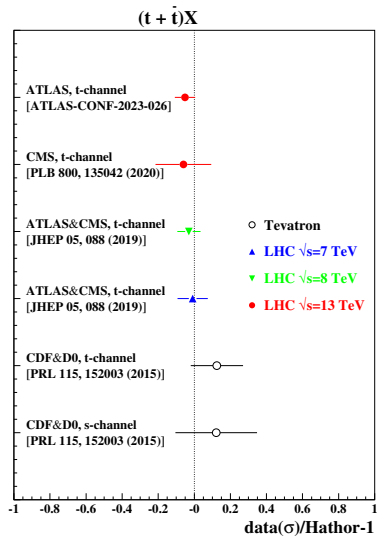 (t + t̄)X
ATLAS, t-channel
[ATLAS-CONF-2023-026]
CMS, t-channel
[PLB 800, 135042 (2020)]
ATLAS&CMS, t-channel
[JHEP 05, 088 (2019)]
ATLAS&CMS, t-channel
[JHEP 05, 088 (2019)]
CDF&D0, t-channel
[PRL 115, 152003 (2015)]
CDF&D0, s-channel
[PRL 115, 152003 (2015)]
Tevatron
LHC √s=7 TeV
LHC √s=8 TeV
LHC √s=13 TeV
-1 -0.8 -0.6 -0.4 -0.2 -0 0.2 0.4 0.6 0.8 1
data(σ)/Hathor-1